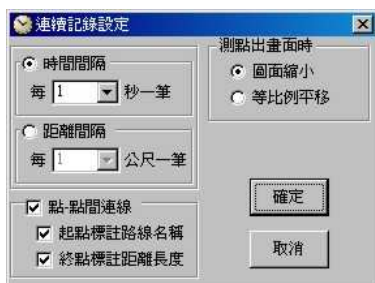 連續記錄設定
時間間隔
每 1 秒一筆
距離間隔
每 1 公尺一筆
點-點間連線
起點標註路線名稱
終點標註距離長度
測點出畫面時
圖面縮小
等比例平移
確定
取消